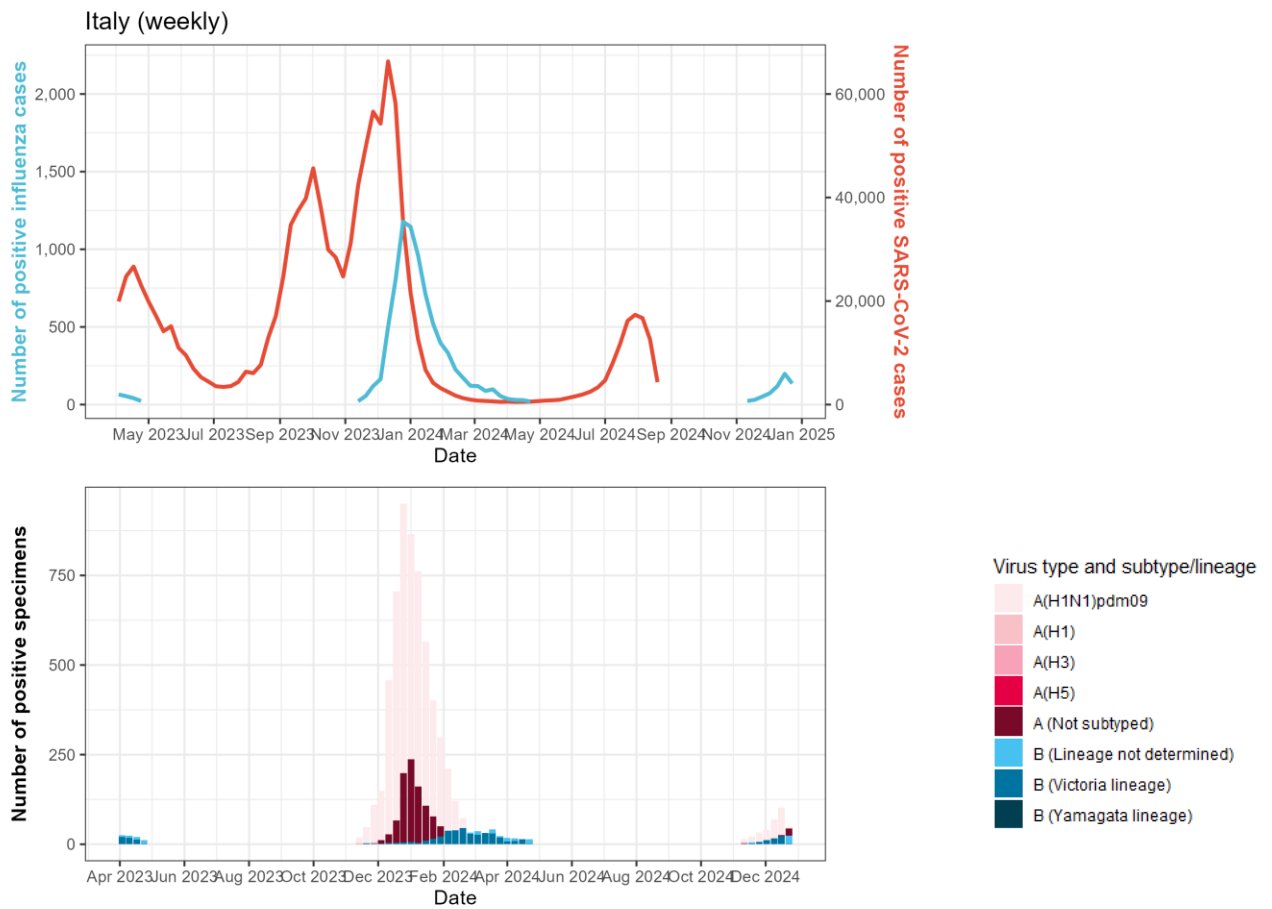 Italy (weekly)
Number of positive influenza cases
2,000
1,500
1,000
500
0
60,000
40,000
20,000
0
Number of positive SARS-CoV-2 cases
May 2023 Jul 2023 Sep 2023 Nov 2023 Jan 2024 Mar 2024 May 2024 Jul 2024 Sep 2024 Nov 2024 Jan 2025
Date
Number of positive specimens
750
500
250
0
Apr 2023 Jun 2023 Aug 2023 Oct 2023 Dec 2023 Feb 2024 Apr 2024 Jun 2024 Aug 2024 Oct 2024 Dec 2024
Date
Virus type and subtype/lineage
A(H1N1)pdm09
A(H1)
A(H3)
A(H5)
A (Not subtyped)
B (Lineage not determined)
B (Victoria lineage)
B (Yamagata lineage)